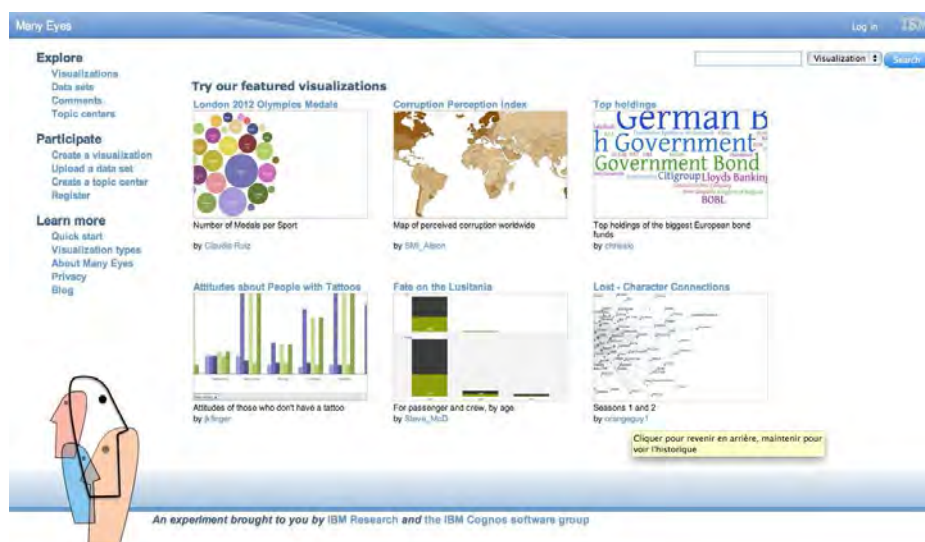 Many Eyes
Log in
IBM
Explore
Visualizations
Data sets
Comments
Topic centers
Participate
Create a visualization
Upload a data set
Create a topic center
Register
Learn more
Quick start
Visualization types
About Many Eyes
Privacy
Blog
Visualization
Search
Try our featured visualizations
London 2012 Olympics Medals
Number of Medals per Sport
by Claudia Ruiz
Corruption Perception Index
Map of perceived corruption worldwide
by SMI_Alison
Top holdings
German B
h Government
Government Bond
Citigroup Lloyds Banking
BOBL
Top holdings of the biggest European bond
funds
by chrissie
Attitudes about People with Tattoos
Attitudes of those who don't have a tattoo
by jkfinger
Fate on the Lusitania
For passenger and crew, by age
by Steve_McD
Lost - Character Connections
Seasons 1 and 2
by orangeguy1
Cliquer pour revenir en arrière, maintenir pour
voir l'historique
An experiment brought to you by IBM Research and the IBM Cognos software group